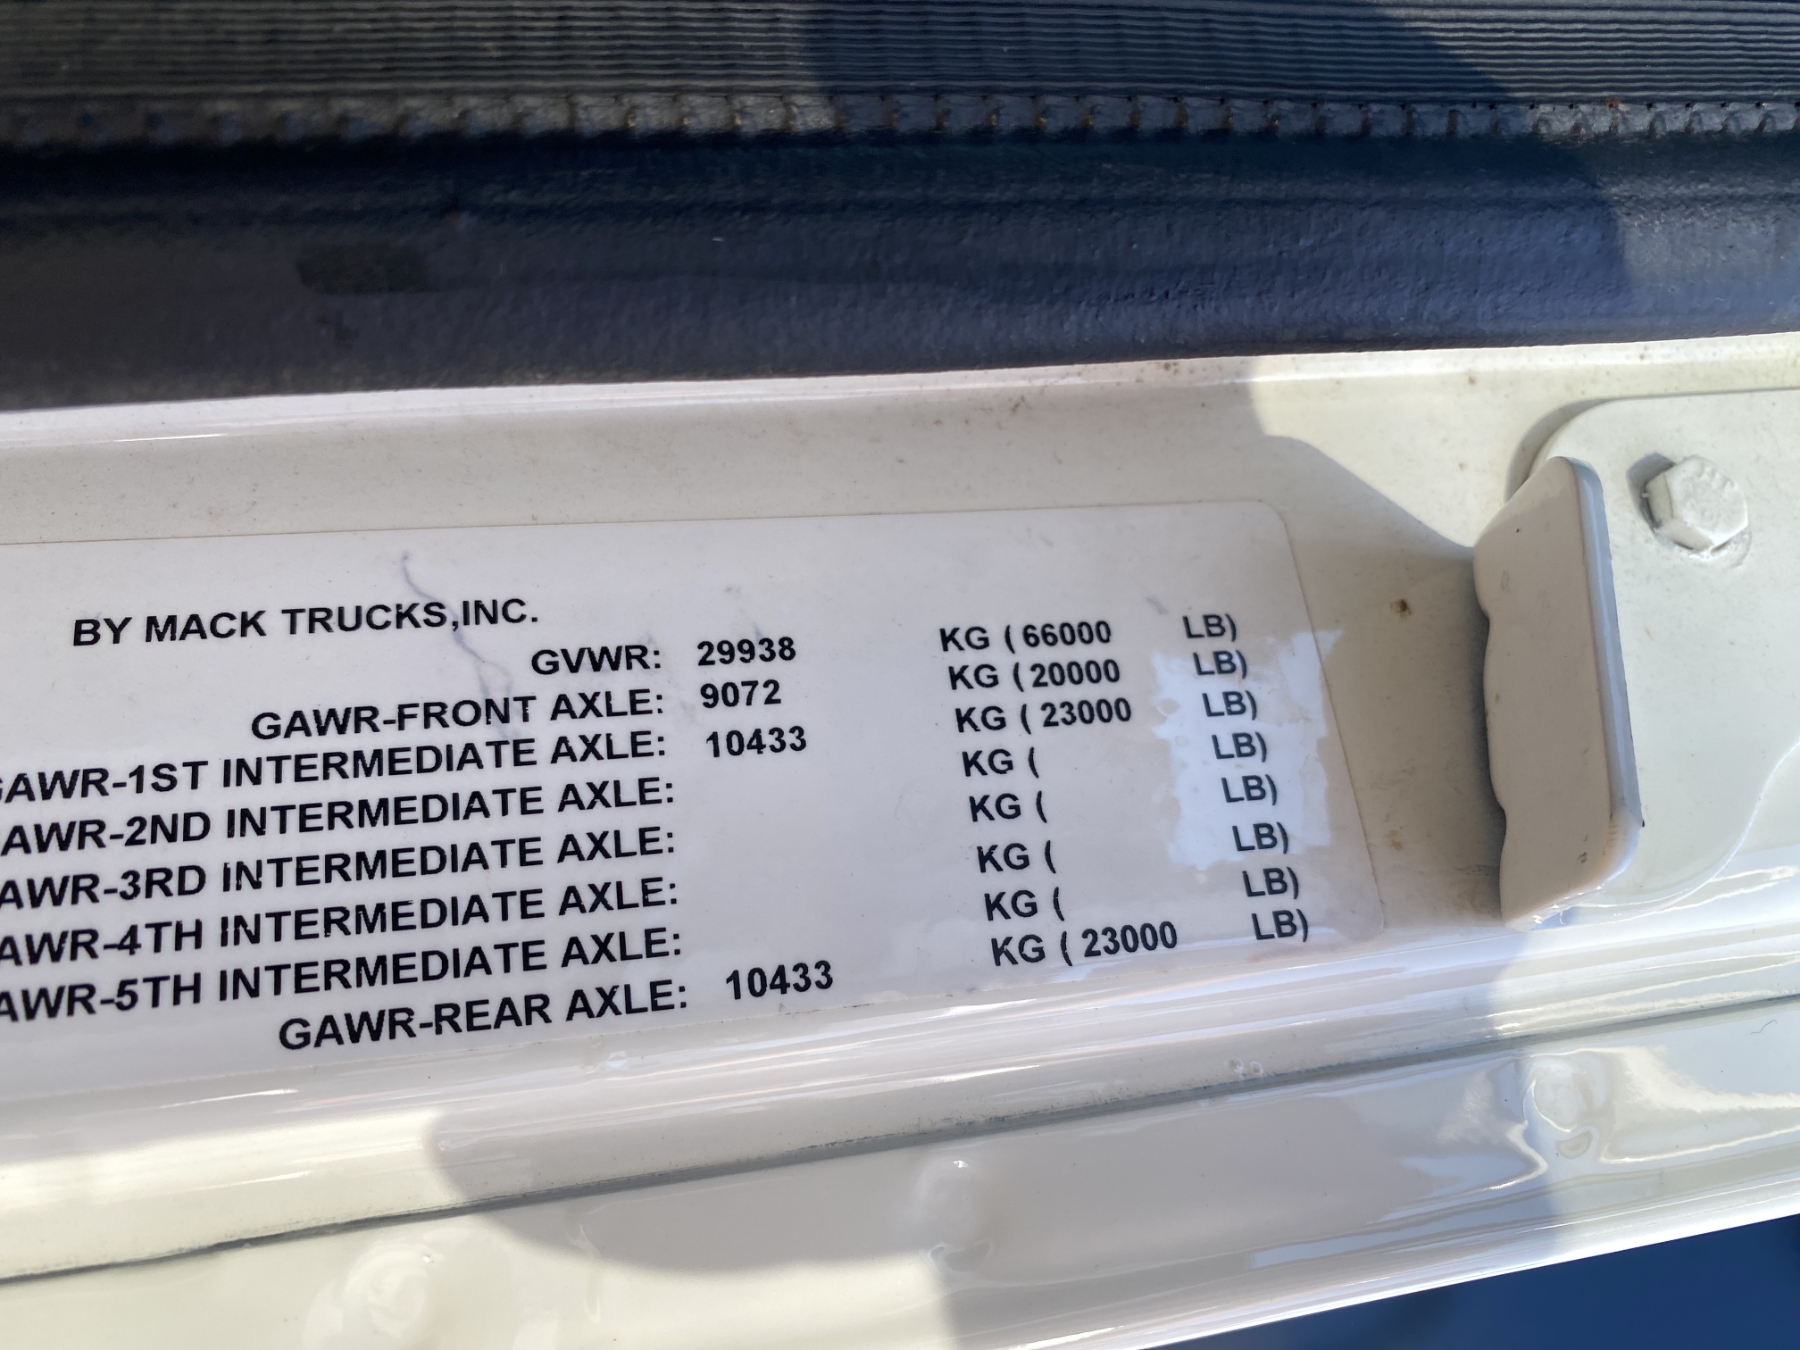 BY MACK TRUCKS,INC.
GVWR: 29938 KG ( 66000 LB)
GAWR-FRONT AXLE: 9072 KG ( 20000 LB)
GAWR-1ST INTERMEDIATE AXLE: 10433 KG ( 23000 LB)
AWR-2ND INTERMEDIATE AXLE: KG ( LB)
AWR-3RD INTERMEDIATE AXLE: KG ( LB)
AWR-4TH INTERMEDIATE AXLE: KG ( LB)
AWR-5TH INTERMEDIATE AXLE: KG ( LB)
GAWR-REAR AXLE: 10433 KG ( 23000 LB)